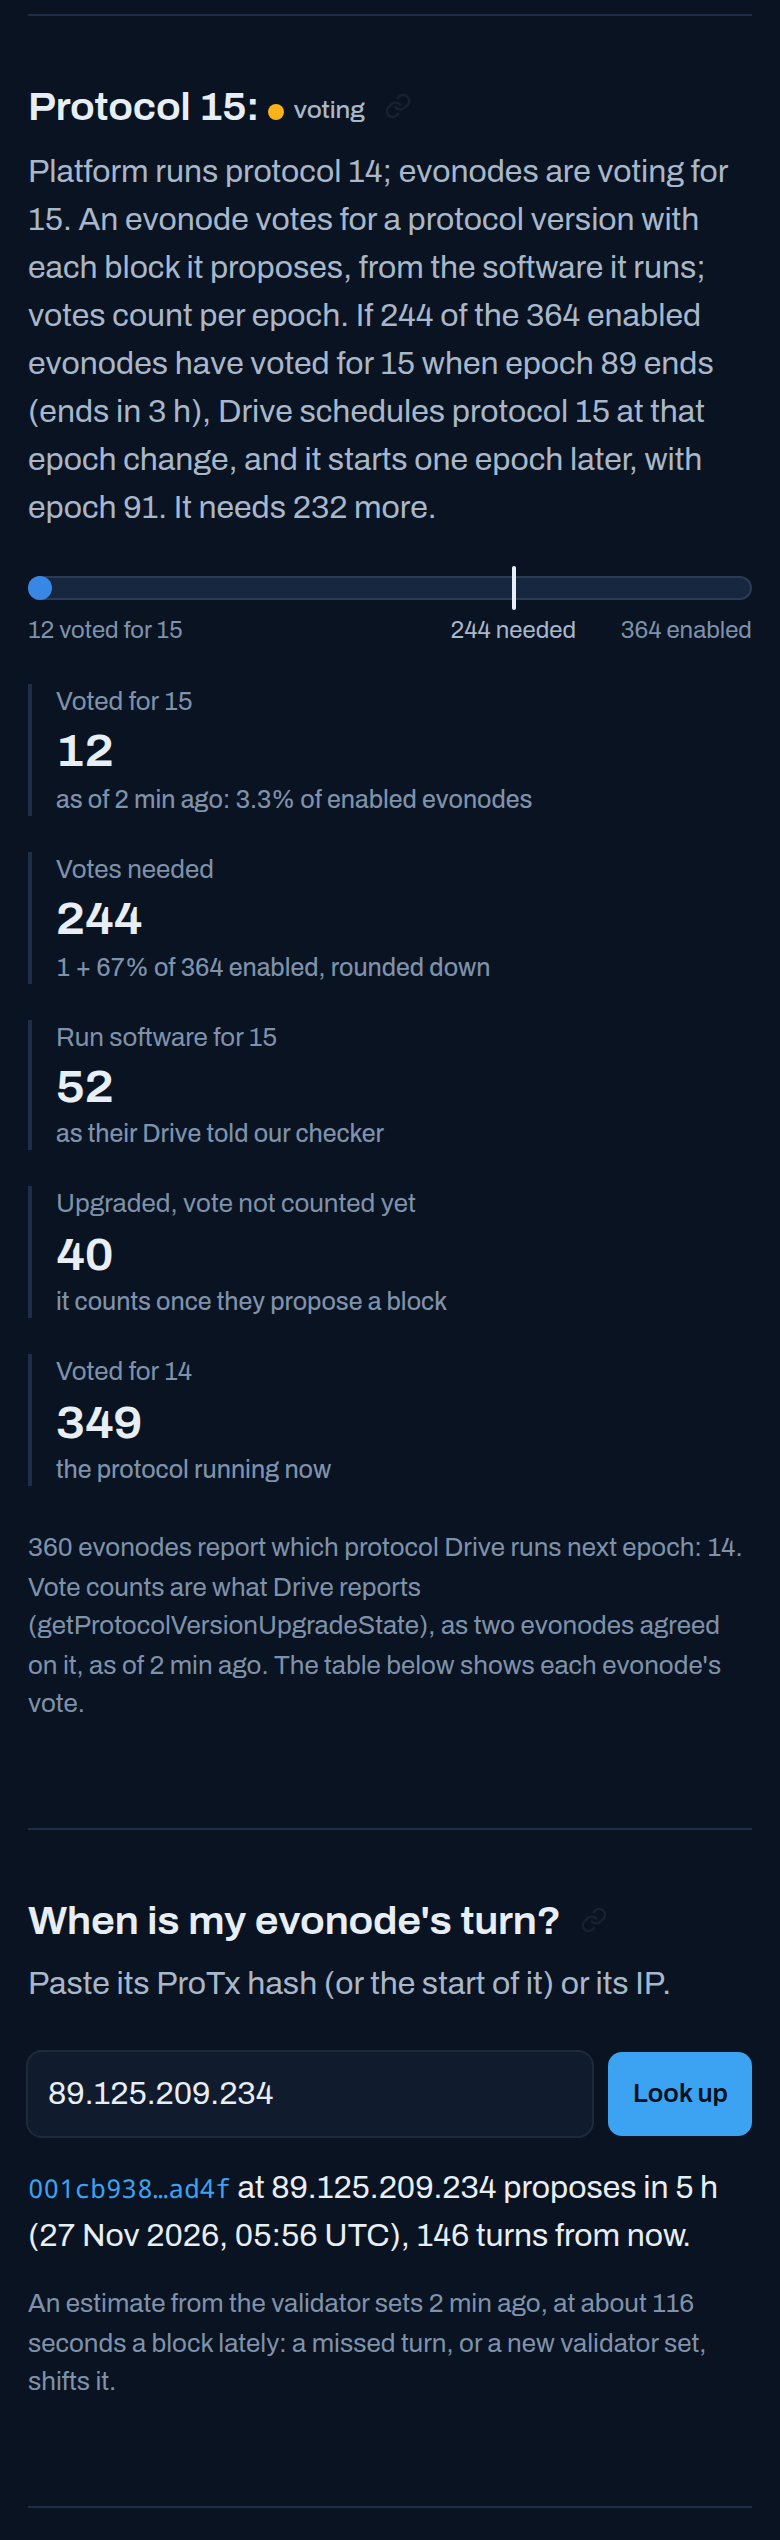 Protocol 15: voting
Platform runs protocol 14; evonodes are voting for
15. An evonode votes for a protocol version with
each block it proposes, from the software it runs;
votes count per epoch. If 244 of the 364 enabled
evonodes have voted for 15 when epoch 89 ends
(ends in 3 h), Drive schedules protocol 15 at that
epoch change, and it starts one epoch later, with
epoch 91. It needs 232 more.
12 voted for 15 244 needed 364 enabled
Voted for 15
12
as of 2 min ago: 3.3% of enabled evonodes
Votes needed
244
1 + 67% of 364 enabled, rounded down
Run software for 15
52
as their Drive told our checker
Upgraded, vote not counted yet
40
it counts once they propose a block
Voted for 14
349
the protocol running now
360 evonodes report which protocol Drive runs next epoch: 14.
Vote counts are what Drive reports
(getProtocolVersionUpgradeState), as two evonodes agreed
on it, as of 2 min ago. The table below shows each evonode's
vote.
When is my evonode's turn?
Paste its ProTx hash (or the start of it) or its IP.
89.125.209.234 Look up
001cb938…ad4f at 89.125.209.234 proposes in 5 h
(27 Nov 2026, 05:56 UTC), 146 turns from now.
An estimate from the validator sets 2 min ago, at about 116
seconds a block lately: a missed turn, or a new validator set,
shifts it.